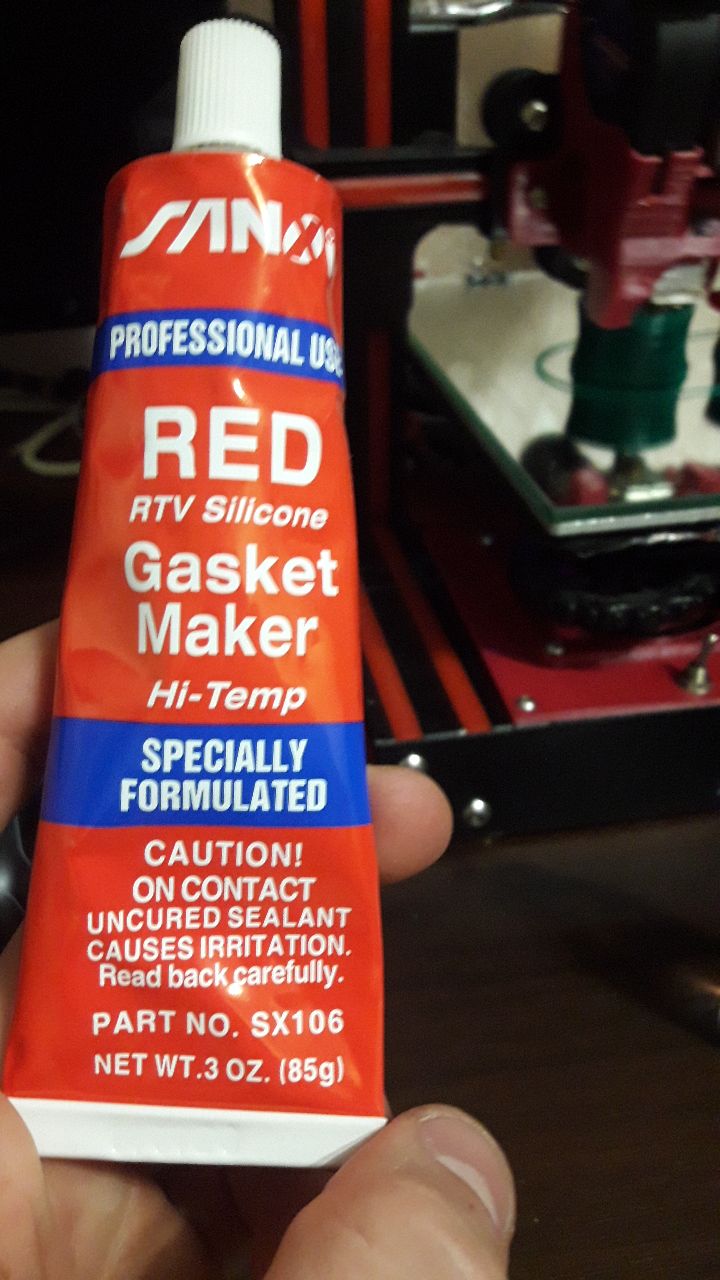 SANXI
PROFESSIONAL USE
RED
RTV Silicone
Gasket
Maker
Hi-Temp
SPECIALLY
FORMULATED
CAUTION!
ON CONTACT
UNCURED SEALANT
CAUSES IRRITATION.
Read back carefully.
PART NO. SX106
NET WT.3 OZ. (85g)